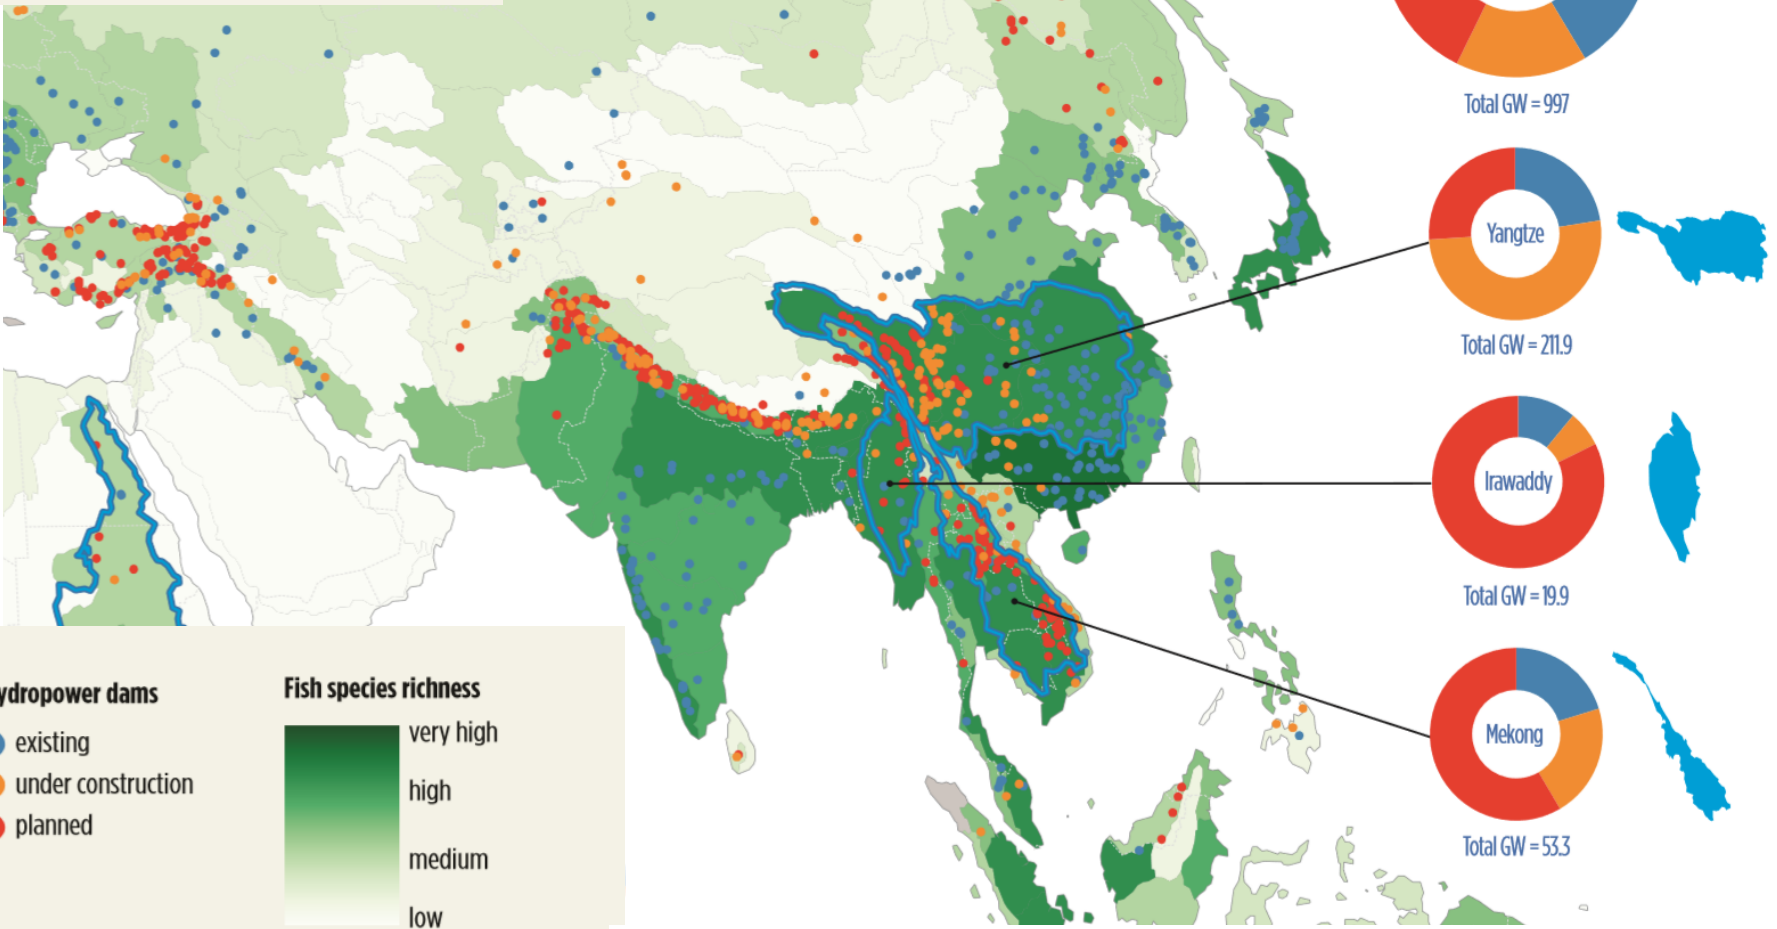 Total GW = 997
Yangtze
Total GW = 211.9
Irawaddy
Total GW = 19.9
Mekong
Total GW = 53.3
ydropower dams
existing
under construction
planned
Fish species richness
very high
high
medium
low